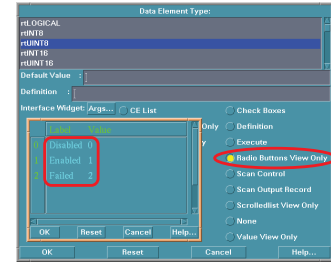 Data Element Type:
rtLOGICAL
rtINT8
rtUINT8
rtINT16
rtUINT16
Default Value :
Definition :
Interface Widget: Args... CE List Check Boxes
Label Value
0 Disabled 0
1 Enabled 1
2 Failed 2
Only Definition
y Execute
Radio Buttons View Only
Scan Control
Scan Output Record
Scrolledlist View Only
None
Value View Only
OK Reset Cancel Help...
OK Reset Cancel Help...